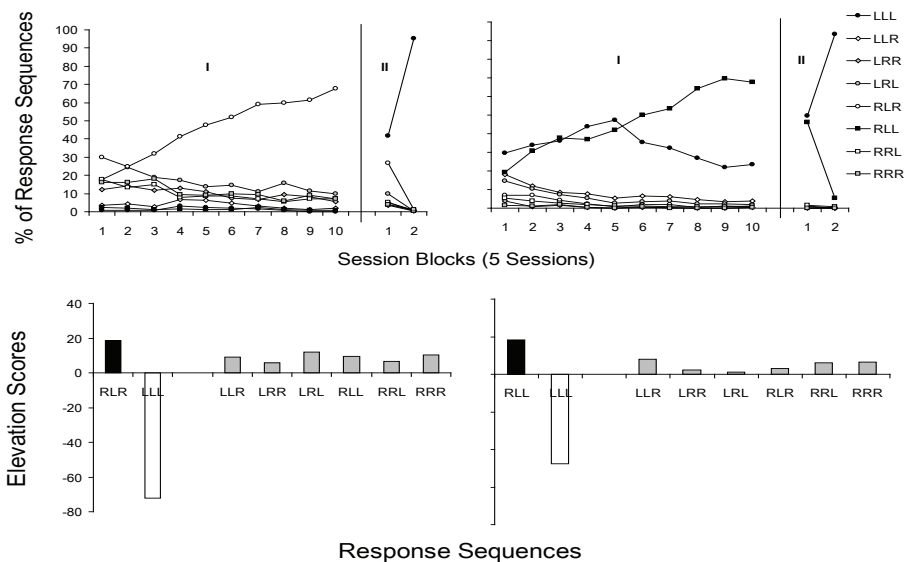 % of Response Sequences
100
90
80
70
60
50
40
30
20
10
0
I
II
1 2 3 4 5 6 7 8 9 10 1 2
I
II
1 2 3 4 5 6 7 8 9 10 1 2
LLL
LLR
LRR
LRL
RLR
RLL
RRL
RRR
Session Blocks (5 Sessions)
Elevation Scores
40
20
0
-20
-40
-60
-80
RLR LLL LLR LRR LRL RLL RRL RRR
RLL LLL LLR LRR LRL RLR RRL RRR
Response Sequences